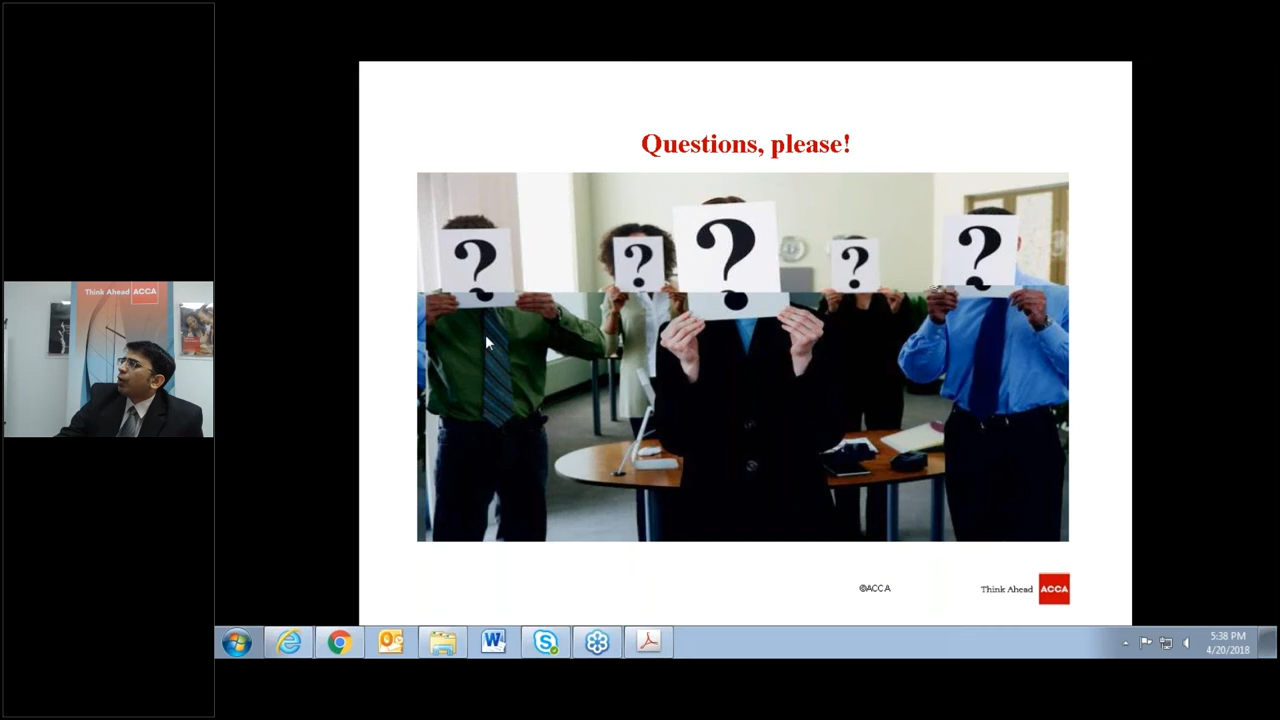 Think Ahead ACCA
Questions, please!
?
?
?
?
?
©ACCA
Think Ahead ACCA
5:38 PM
4/20/2018